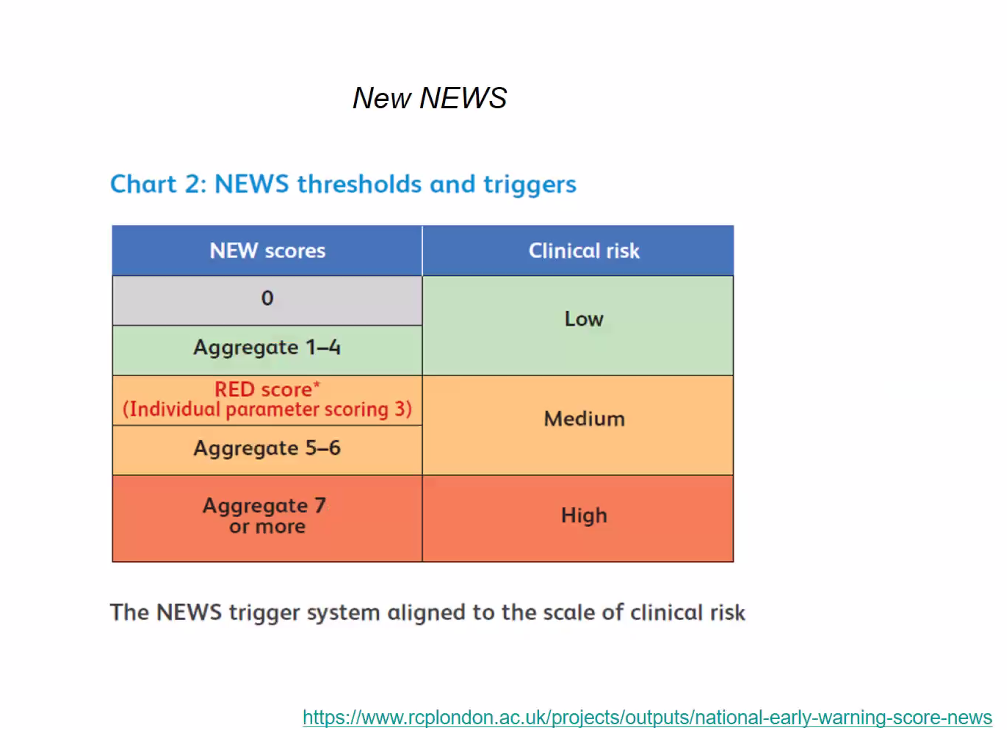 New NEWS
Chart 2: NEWS thresholds and triggers
NEW scores
Clinical risk
0
Low
Aggregate 1–4
RED score*
(Individual parameter scoring 3)
Medium
Aggregate 5–6
Aggregate 7
or more
High
The NEWS trigger system aligned to the scale of clinical risk
https://www.rcplondon.ac.uk/projects/outputs/national-early-warning-score-news